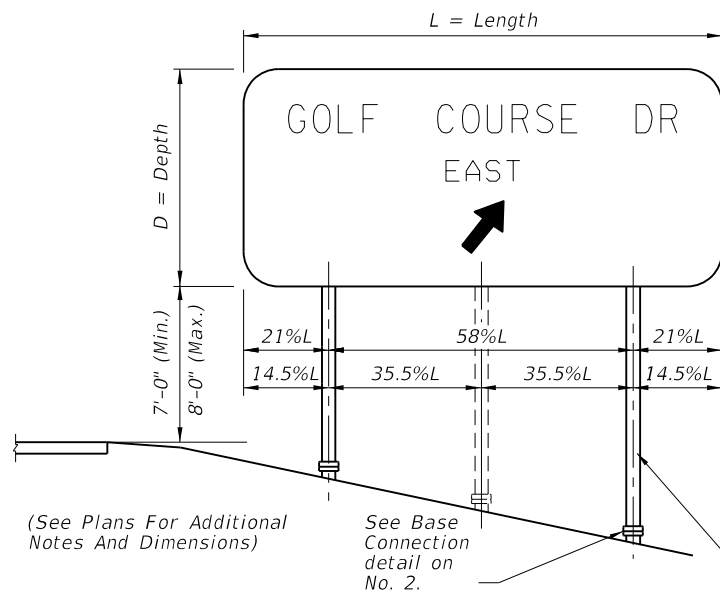 L = Length
D = Depth
GOLF COURSE DR
EAST
7'-0" (Min.)
8'-0" (Max.)
21%L 58%L 21%L
14.5%L 35.5%L 35.5%L 14.5%L
(See Plans For Additional
Notes And Dimensions)
See Base
Connection
detail on
No. 2.